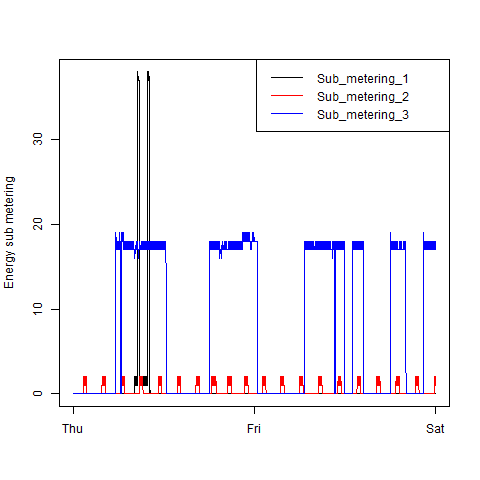 Sub_metering_1
Sub_metering_2
Sub_metering_3
Energy sub metering
30
20
10
0
Thu Fri Sat